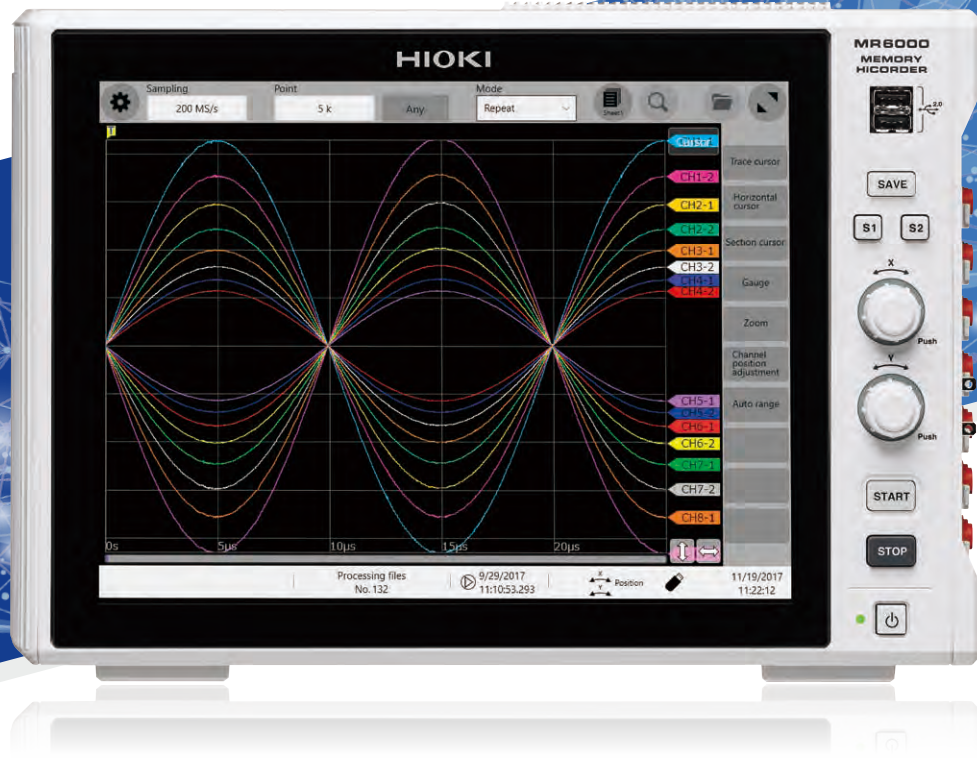 HIOKI
MR6000
MEMORY
HiCORDER
2.0
Sampling
200 MS/s
Point
5 k
Any
Mode
Repeat
Sheet1
T
Cursor
CH1-2
CH2-1
CH2-2
CH3-1
CH3-2
CH4-1
CH4-2
CH5-1
CH5-2
CH6-1
CH6-2
CH7-1
CH7-2
CH8-1
Trace cursor
Horizontal
cursor
Section cursor
Gauge
Zoom
Channel
position
adjustment
Auto range
0s
5μs
10μs
15μs
20μs
Processing files
No. 132
9/29/2017
11:10:53.293
X
Y
Position
11/19/2017
11:22:12
SAVE
S1
S2
X
Push
Y
Push
START
STOP